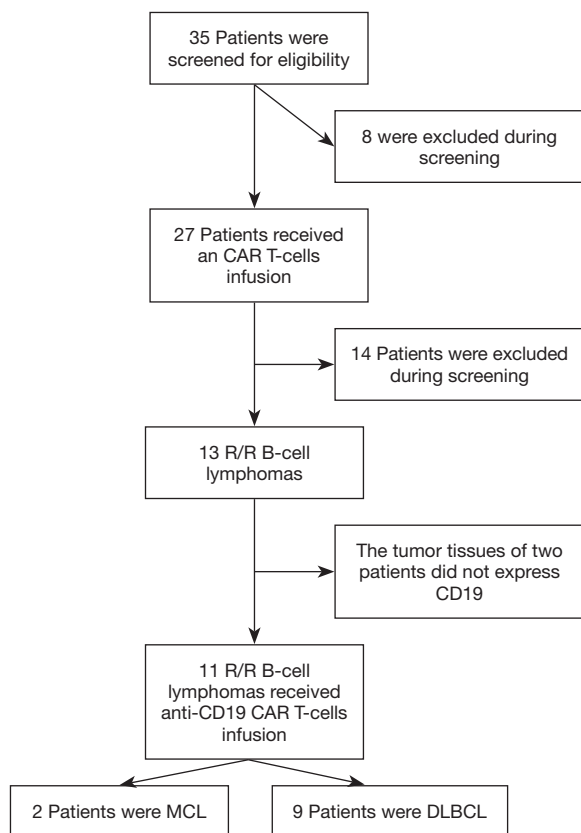 35 Patients were
screened for eligibility
8 were excluded during
screening
27 Patients received
an CAR T-cells
infusion
14 Patients were excluded
during screening
13 R/R B-cell
lymphomas
The tumor tissues of two
patients did not express
CD19
11 R/R B-cell
lymphomas received
anti-CD19 CAR T-cells
infusion
2 Patients were MCL
9 Patients were DLBCL